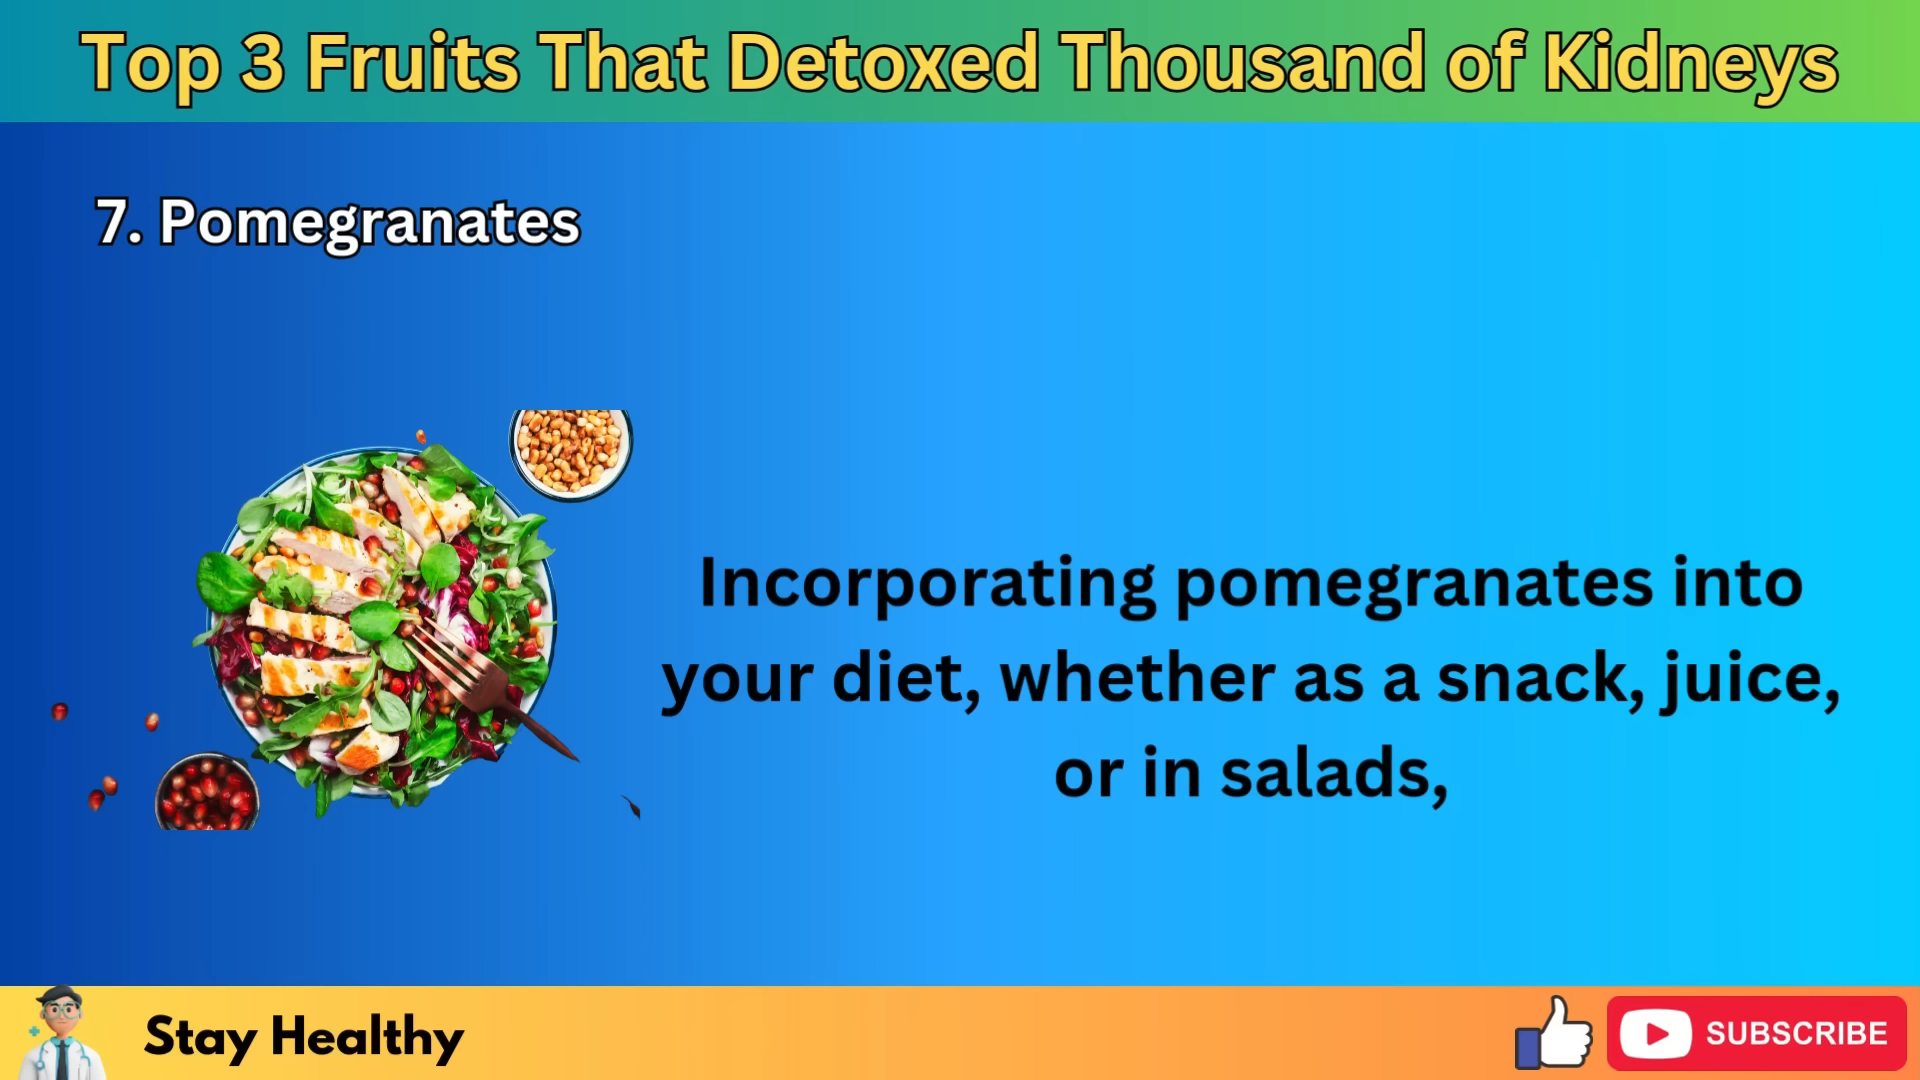 Top 3 Fruits That Detoxed Thousand of Kidneys
7. Pomegranates
Incorporating pomegranates into
your diet, whether as a snack, juice,
or in salads,
Stay Healthy
SUBSCRIBE